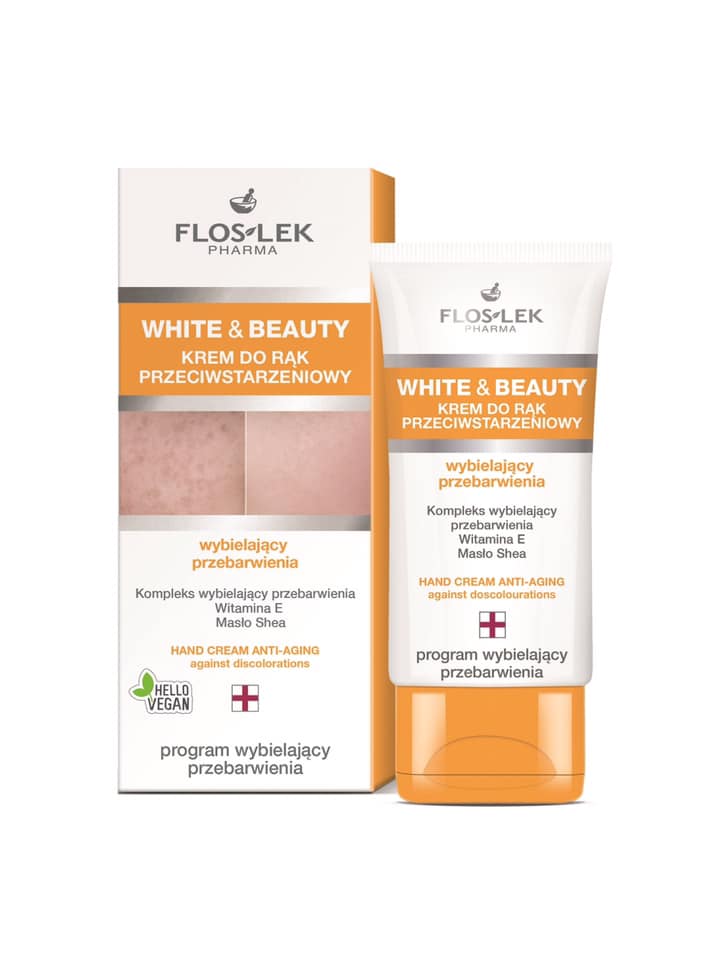 FLOS-LEK
PHARMA
WHITE & BEAUTY
KREM DO RĄK
PRZECIWSTARZENIOWY
wybielający
przebarwienia
Kompleks wybielający przebarwienia
Witamina E
Masło Shea
HAND CREAM ANTI-AGING
against discolorations
HELLO
VEGAN
program wybielający
przebarwienia
FLOS-LEK
PHARMA
WHITE & BEAUTY
KREM DO RĄK
PRZECIWSTARZENIOWY
wybielający
przebarwienia
Kompleks wybielający
przebarwienia
Witamina E
Masło Shea
HAND CREAM ANTI-AGING
against doscolourations
program wybielający
przebarwienia